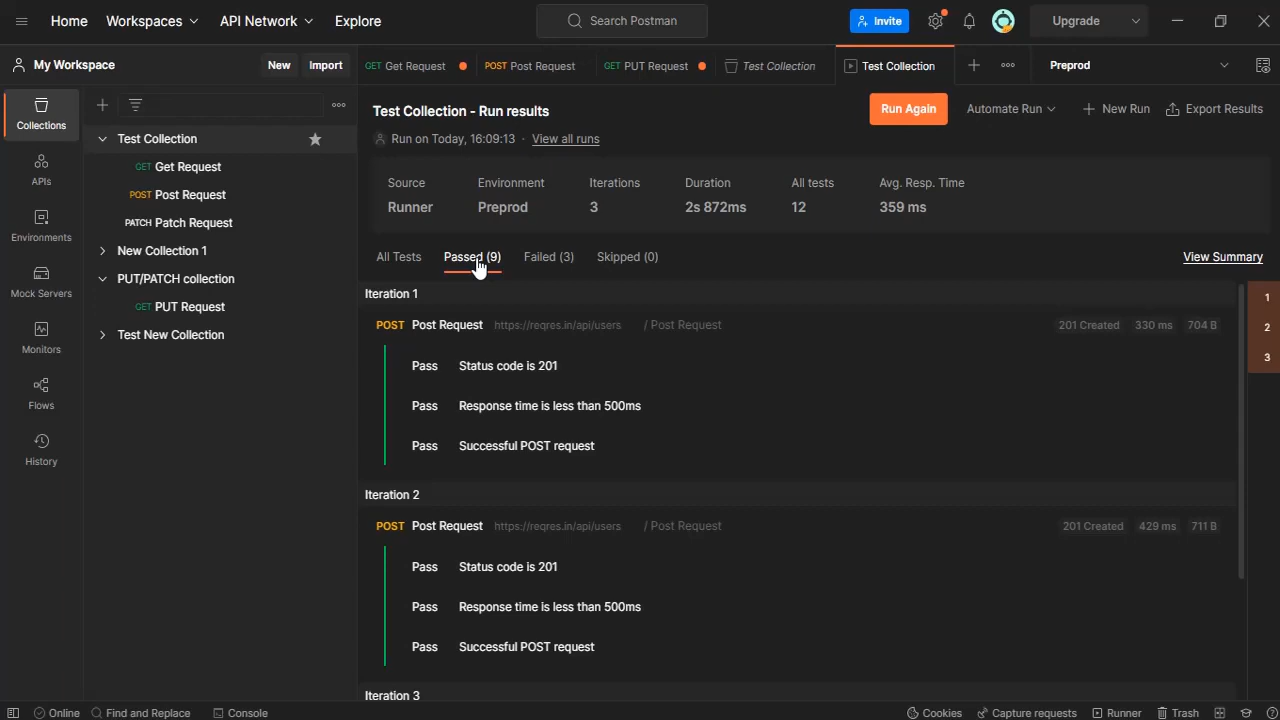 Home Workspaces API Network Explore Search Postman Invite Upgrade
My Workspace New Import GET Get Request POST Post Request GET PUT Request Test Collection Test Collection Preprod
Collections
APIs
Environments
Mock Servers
Monitors
Flows
History
Test Collection
GET Get Request
POST Post Request
PATCH Patch Request
New Collection 1
PUT/PATCH collection
GET PUT Request
Test New Collection
Test Collection - Run results Run Again Automate Run New Run Export Results
Run on Today, 16:09:13 · View all runs
Source Environment Iterations Duration All tests Avg. Resp. Time
Runner Preprod 3 2s 872ms 12 359 ms
All Tests Passed (9) Failed (3) Skipped (0) View Summary
Iteration 1
POST Post Request https://reqres.in/api/users / Post Request 201 Created 330 ms 704 B
Pass Status code is 201
Pass Response time is less than 500ms
Pass Successful POST request
Iteration 2
POST Post Request https://reqres.in/api/users / Post Request 201 Created 429 ms 711 B
Pass Status code is 201
Pass Response time is less than 500ms
Pass Successful POST request
Iteration 3
1
2
3
Online Find and Replace Console Cookies Capture requests Runner Trash